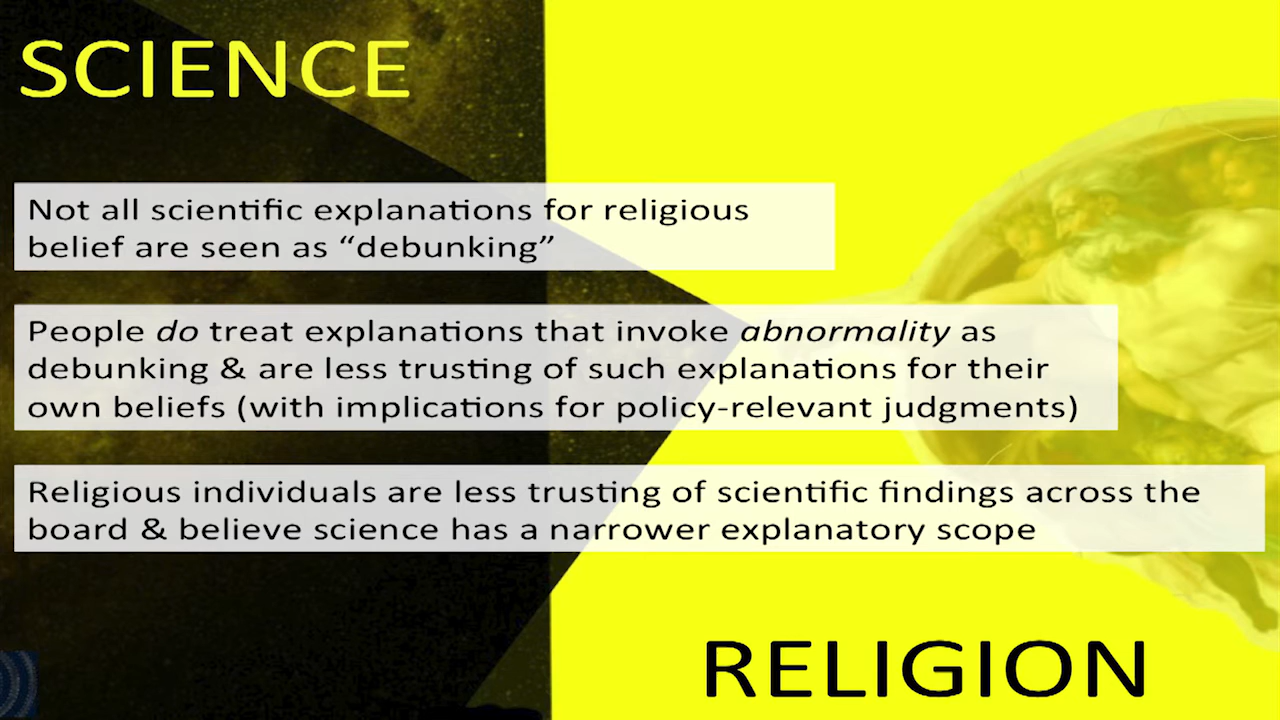 SCIENCE
Not all scientific explanations for religious
belief are seen as “debunking”
People do treat explanations that invoke abnormality as
debunking & are less trusting of such explanations for their
own beliefs (with implications for policy-relevant judgments)
Religious individuals are less trusting of scientific findings across the
board & believe science has a narrower explanatory scope
RELIGION